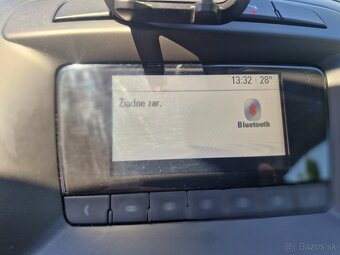 13:32 28°
Žiadne zar.
Bluetooth
© Bazos.sk